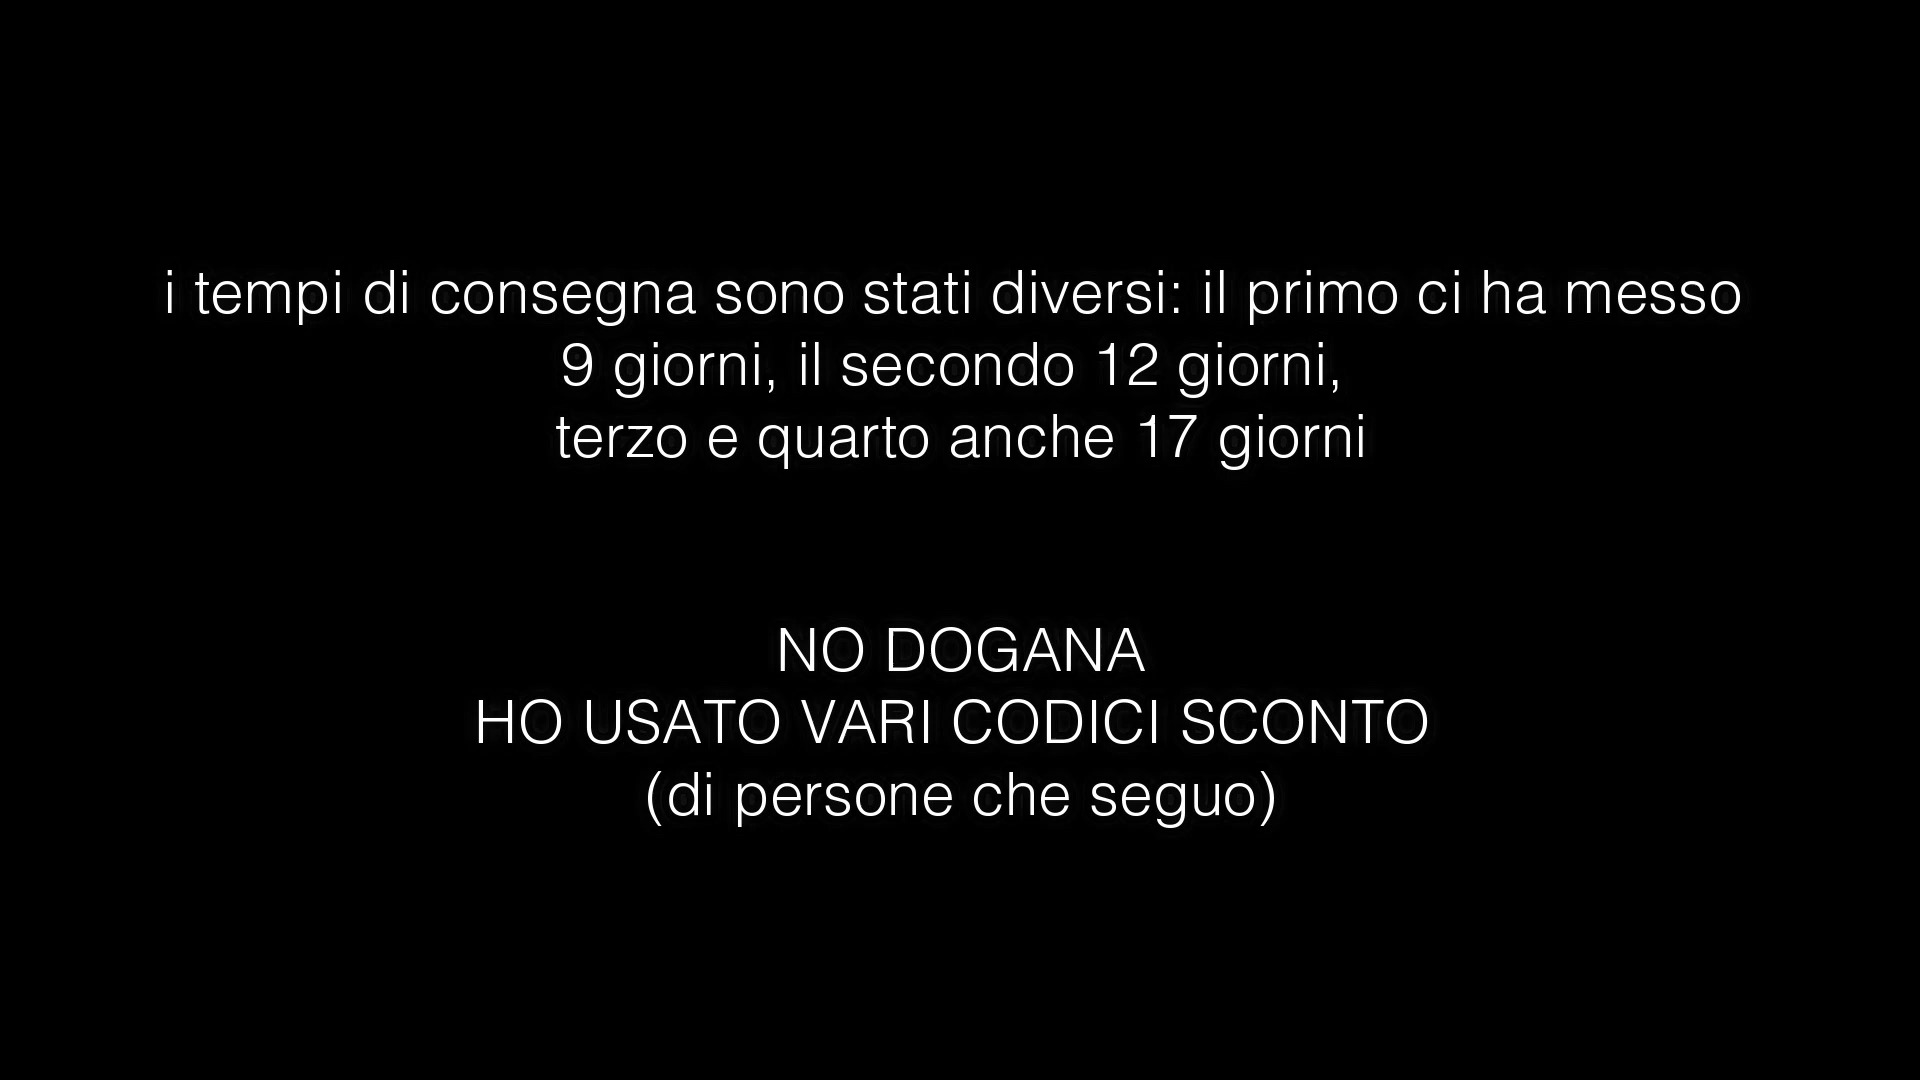 i tempi di consegna sono stati diversi: il primo ci ha messo
9 giorni, il secondo 12 giorni,
terzo e quarto anche 17 giorni
NO DOGANA
HO USATO VARI CODICI SCONTO
(di persone che seguo)